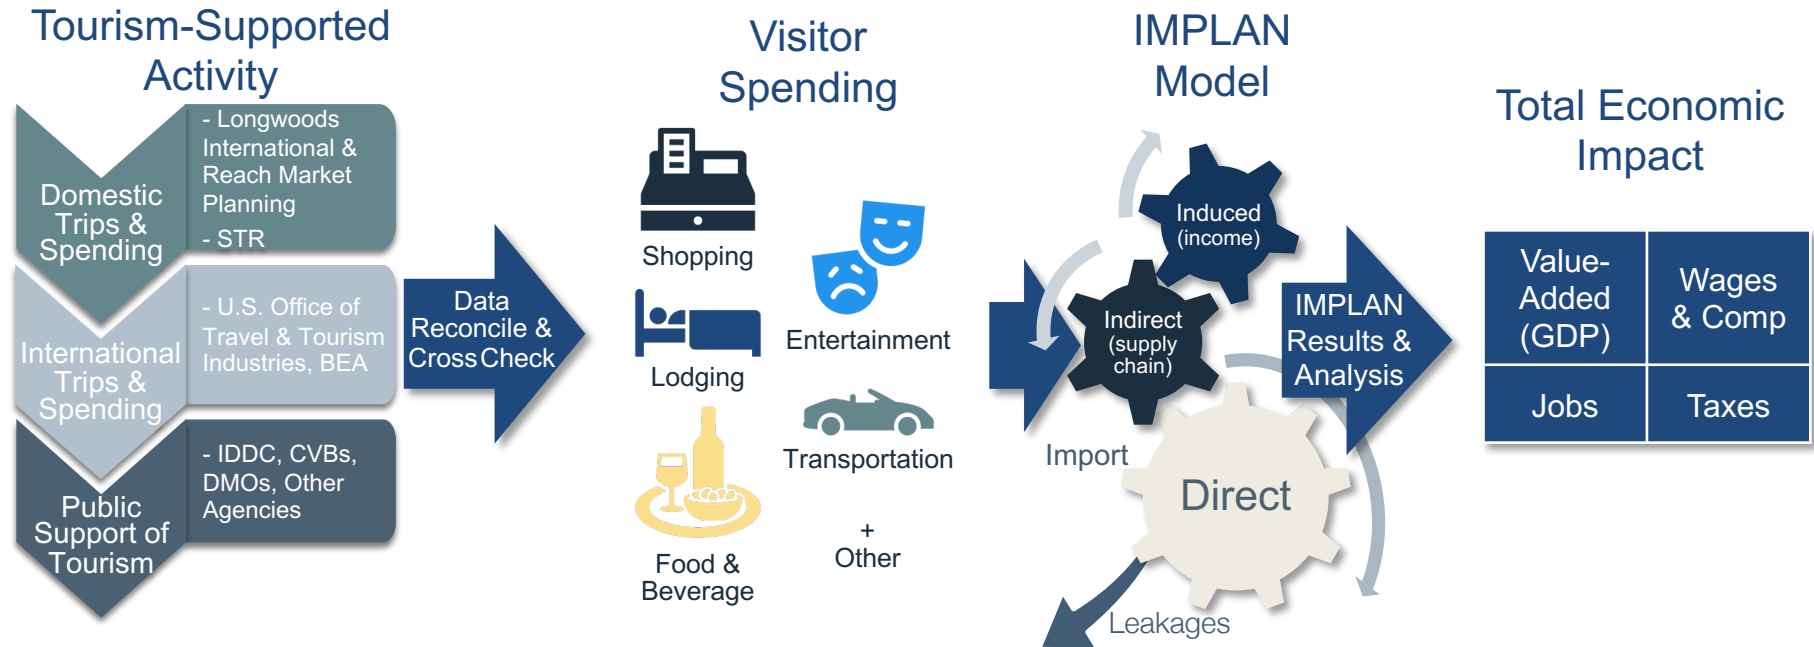 Tourism-Supported
Activity
Domestic
Trips &
Spending
- Longwoods
International &
Reach Market
Planning
- STR
International
Trips &
Spending
- U.S. Office of
Travel & Tourism
Industries, BEA
Public
Support of
Tourism
- IDDC, CVBs,
DMOs, Other
Agencies
Data
Reconcile &
Cross Check
Visitor
Spending
Shopping
Entertainment
Lodging
Transportation
Food &
Beverage
+
Other
IMPLAN
Model
Induced
(income)
Indirect
(supply
chain)
Import
Direct
Leakages
IMPLAN
Results &
Analysis
Total Economic
Impact
Value-
Added
(GDP)
Wages
& Comp
Jobs
Taxes